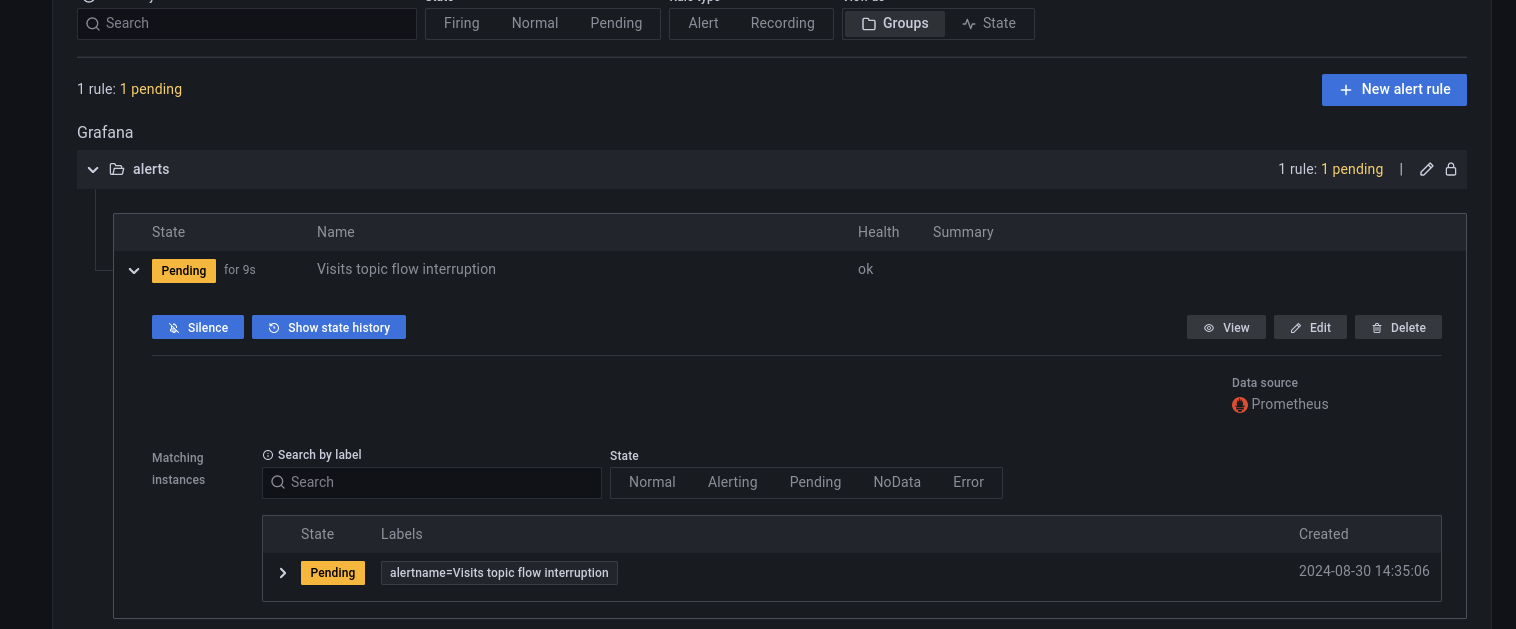 Search
Firing Normal Pending
Alert Recording
Groups State
1 rule: 1 pending
+ New alert rule
Grafana
alerts
1 rule: 1 pending |
State Name Health Summary
Pending for 9s Visits topic flow interruption ok
Silence Show state history View Edit Delete
Data source
Prometheus
Matching instances
Search by label
State
Search
Normal Alerting Pending NoData Error
State Labels Created
Pending alertname=Visits topic flow interruption 2024-08-30 14:35:06